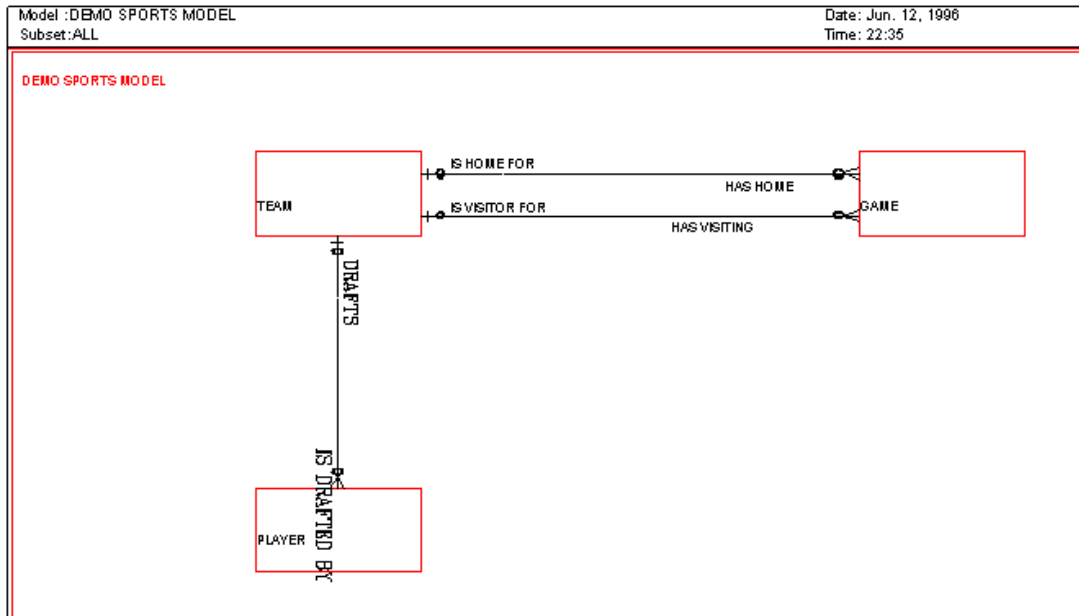 Model :DEMO SPORTS MODEL
Date: Jun. 12, 1996
Subset:ALL
Time: 22:35
DEMO SPORTS MODEL
IS HOME FOR
HAS HOME
TEAM
IS VISITOR FOR
GAME
HAS VISITING
DRAFTS
IS DRAFTED BY
PLAYER